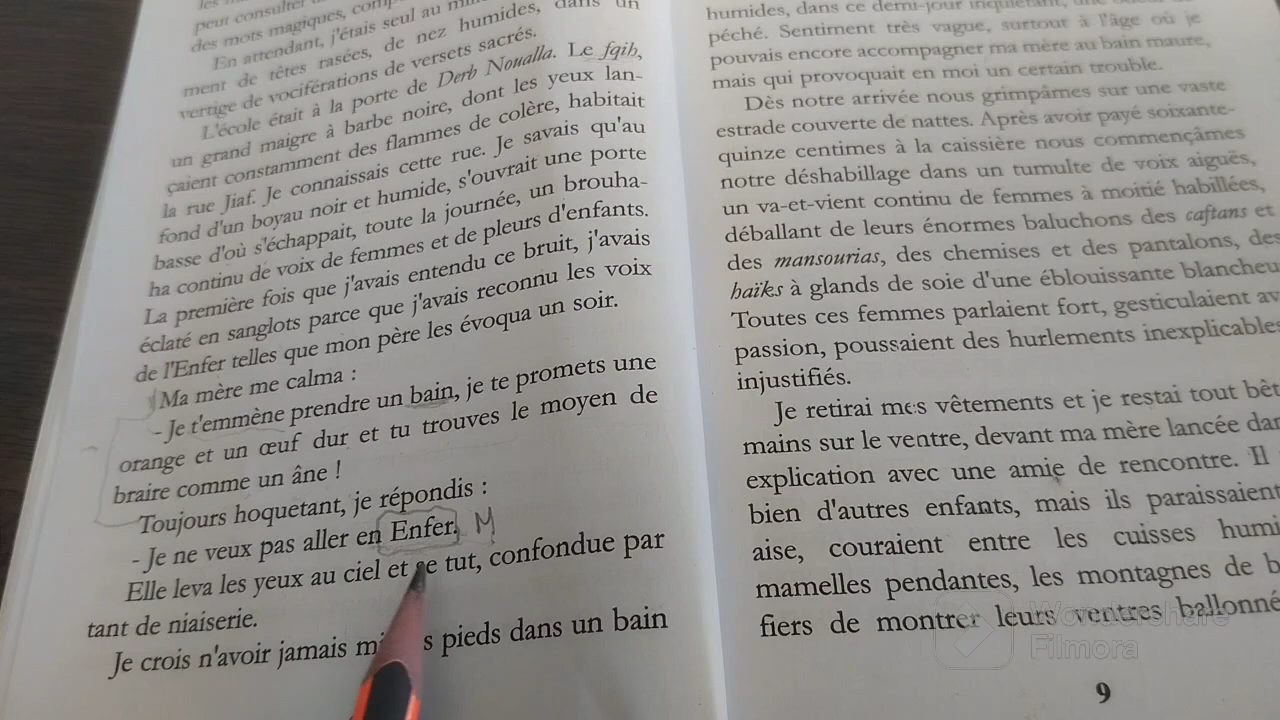 peut consulter
des mots magiques,
En attendant, j'étais seul au
ment de têtes rasées, de nez humides, dans un
vertige de vociférations de versets sacrés.
L'école était à la porte de Derb Noualla. Le fqih,
un grand maigre à barbe noire, dont les yeux lan-
çaient constamment des flammes de colère, habitait
la rue Jiaf. Je connaissais cette rue. Je savais qu'au
fond d'un boyau noir et humide, s'ouvrait une porte
basse d'où s'échappait, toute la journée, un brouha-
ha continu de voix de femmes et de pleurs d'enfants.
La première fois que j'avais entendu ce bruit, j'avais
éclaté en sanglots parce que j'avais reconnu les voix
de l'Enfer telles que mon père les évoqua un soir.
Ma mère me calma :
- Je t'emmène prendre un bain, je te promets une
orange et un œuf dur et tu trouves le moyen de
braire comme un âne !
Toujours hoquetant, je répondis :
- Je ne veux pas aller en Enfer. M
Elle leva les yeux au ciel et se tut, confondue par
tant de niaiserie.
Je crois n'avoir jamais pieds dans un bain
humides, dans ce demi-jour inquiétant, une
péché. Sentiment très vague, surtout à l'âge où je
pouvais encore accompagner ma mère au bain maure,
mais qui provoquait en moi un certain trouble.
Dès notre arrivée nous grimpâmes sur une vaste
estrade couverte de nattes. Après avoir payé soixante-
quinze centimes à la caissière nous commençâmes
notre déshabillage dans un tumulte de voix aiguës,
un va-et-vient continu de femmes à moitié habillées,
déballant de leurs énormes baluchons des caftans et
des mansourias, des chemises et des pantalons, des
haïks à glands de soie d'une éblouissante blancheu
Toutes ces femmes parlaient fort, gesticulaient av
passion, poussaient des hurlements inexplicables
injustifiés.
Je retirai mes vêtements et je restai tout bêt
mains sur le ventre, devant ma mère lancée dan
explication avec une amie de rencontre. Il
bien d'autres enfants, mais ils paraissaient
aise, couraient entre les cuisses humi
mamelles pendantes, les montagnes de b
fiers de montrer leurs ventres ballonné
Wondershare
Filmora
9